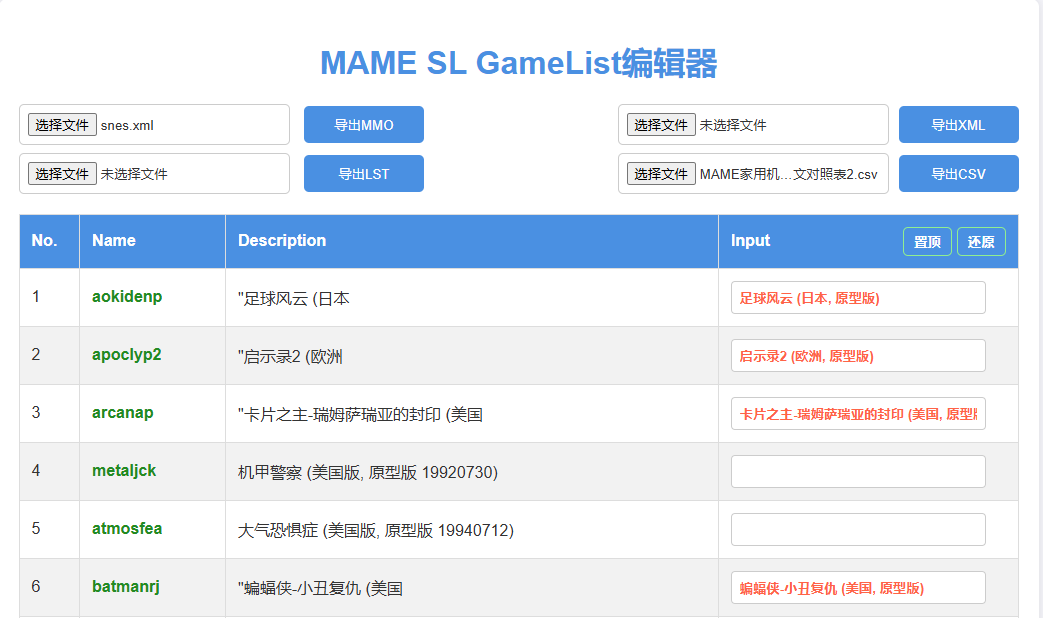 MAME SL GameList编辑器
选择文件 snes.xml 导出MMO 选择文件 未选择文件 导出XML
选择文件 未选择文件 导出LST 选择文件 MAME家用机...文对照表2.csv 导出CSV
No. Name Description Input 置顶 还原
1 aokidenp "足球风云 (日本 足球风云 (日本, 原型版)
2 apoclyp2 "启示录2 (欧洲 启示录2 (欧洲, 原型版)
3 arcanap "卡片之主-瑞姆萨瑞亚的封印 (美国 卡片之主-瑞姆萨瑞亚的封印 (美国, 原型
4 metaljck 机甲警察 (美国版, 原型版 19920730)
5 atmosfea 大气恐惧症 (美国版, 原型版 19940712)
6 batmanrj "蝙蝠侠-小丑复仇 (美国 蝙蝠侠-小丑复仇 (美国, 原型版)